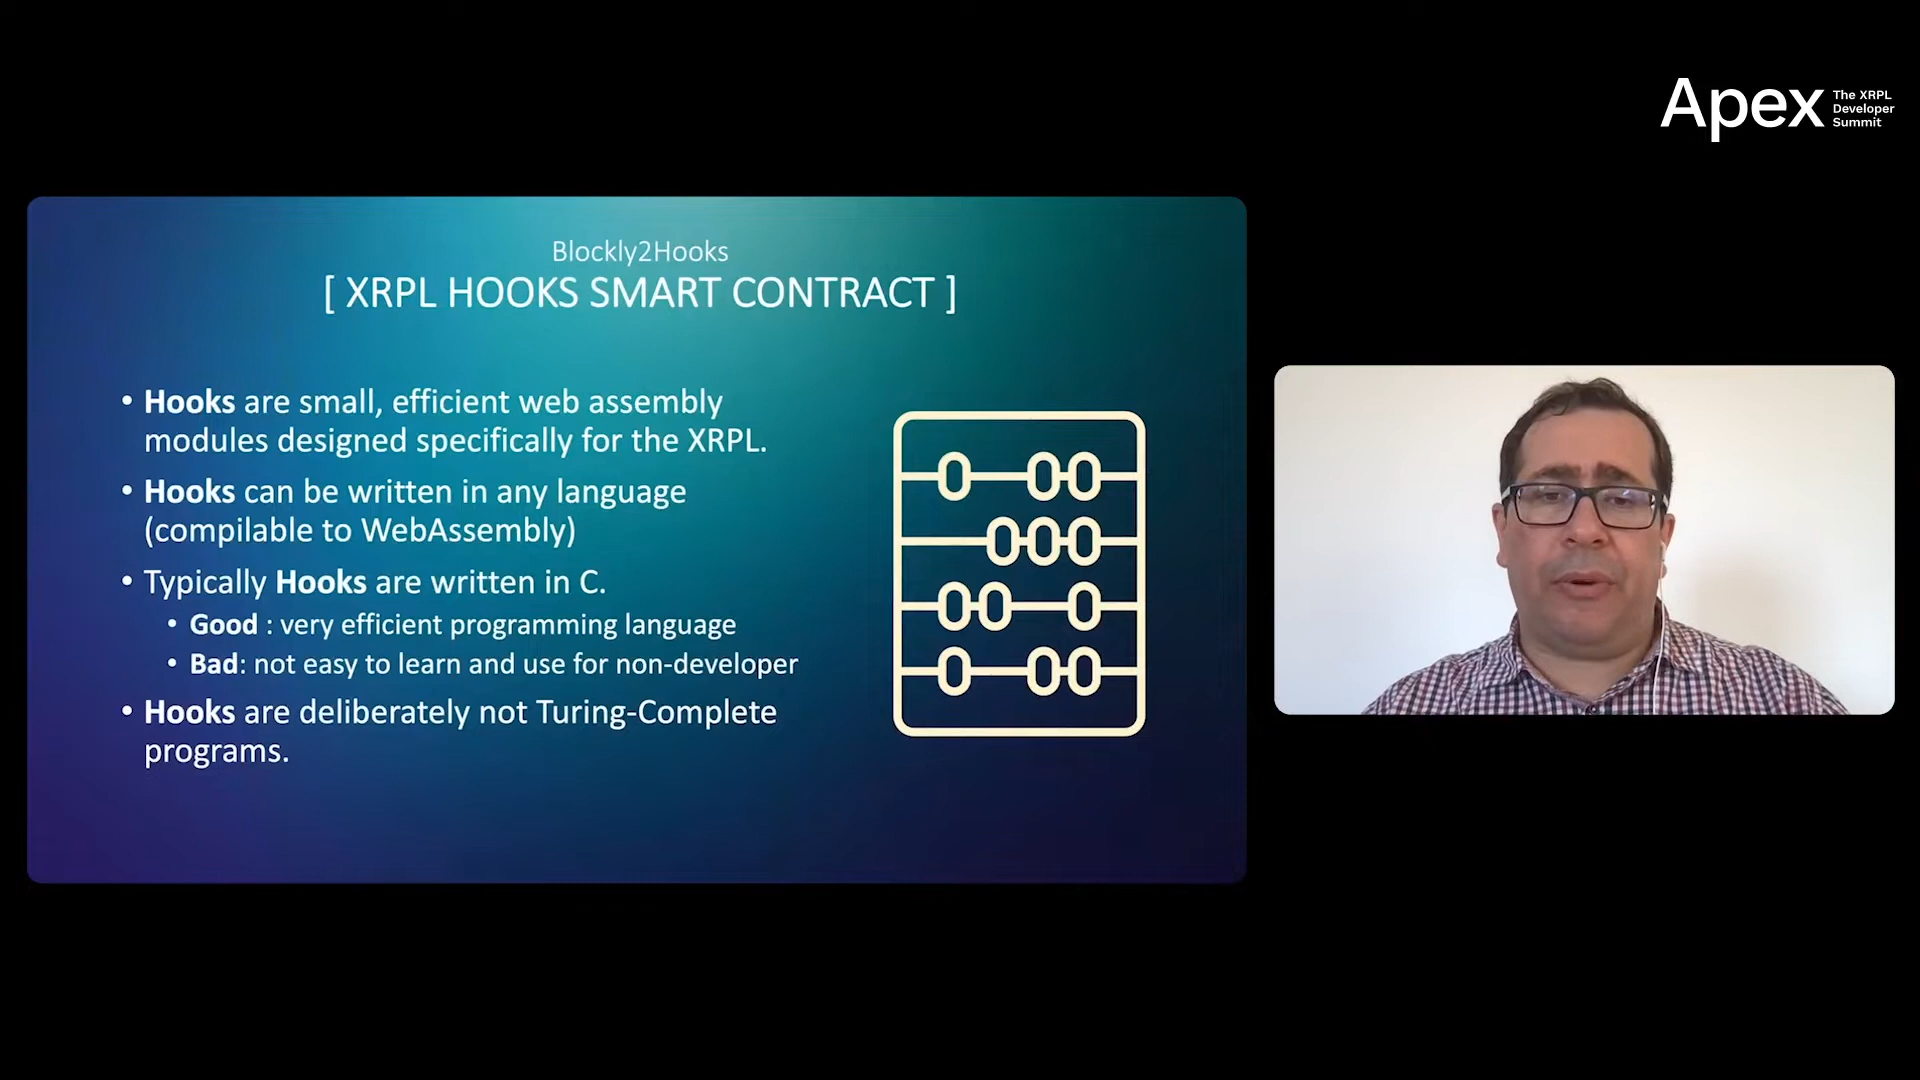 Apex
The XRPL
Developer
Summit
Blockly2Hooks
[ XRPL HOOKS SMART CONTRACT ]
• Hooks are small, efficient web assembly
modules designed specifically for the XRPL.
• Hooks can be written in any language
(compilable to WebAssembly)
• Typically Hooks are written in C.
• Good : very efficient programming language
• Bad: not easy to learn and use for non-developer
• Hooks are deliberately not Turing-Complete
programs.